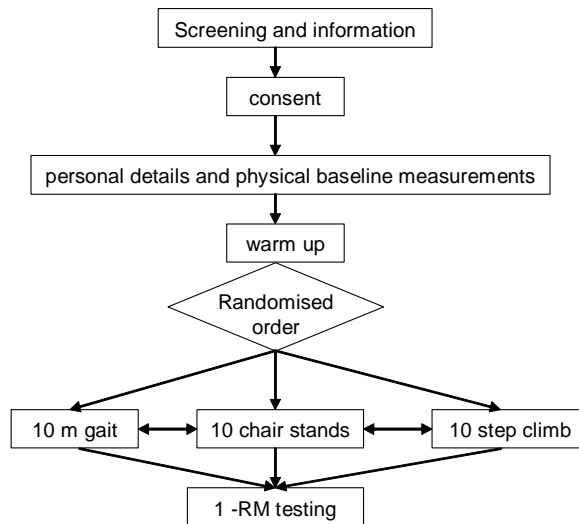 Screening and information
consent
personal details and physical baseline measurements
warm up
Randomised
order
10 m gait
10 chair stands
10 step climb
1 -RM testing